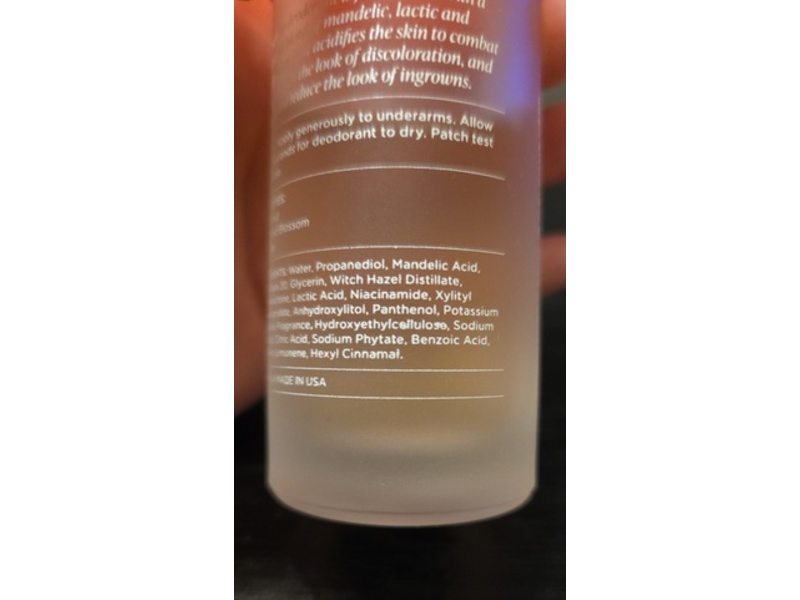 mandelic, lactic and
acidifies the skin to combat
the look of discoloration, and
reduce the look of ingrowns.
generously to underarms. Allow
for deodorant to dry. Patch test
Blossom
Water, Propanediol, Mandelic Acid,
Glycerin, Witch Hazel Distillate,
Lactic Acid, Niacinamide, Xylityl
Anhydroxylitol, Panthenol, Potassium
Fragrance, Hydroxyethylcellulose, Sodium
Acid, Sodium Phytate, Benzoic Acid,
Limonene, Hexyl Cinnamal.
MADE IN USA